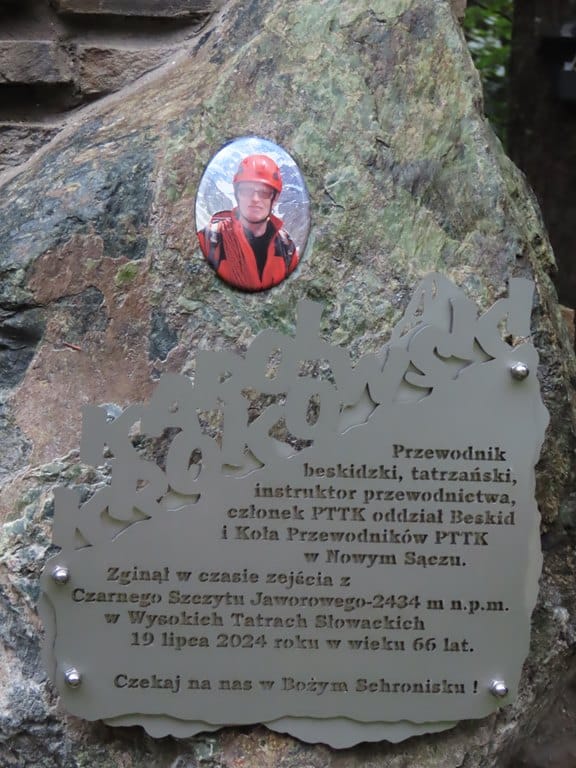 KAROL
KROKOWSKI
Przewodnik
beskidzki, tatrzański,
instruktor przewodnictwa,
członek PTTK oddział Beskid
i Koła Przewodników PTTK
w Nowym Sączu.
Zginął w czasie zejścia z
Czarnego Szczytu Jaworowego-2434 m n.p.m.
w Wysokich Tatrach Słowackich
19 lipca 2024 roku w wieku 66 lat.
Czekaj na nas w Bożym Schronisku !